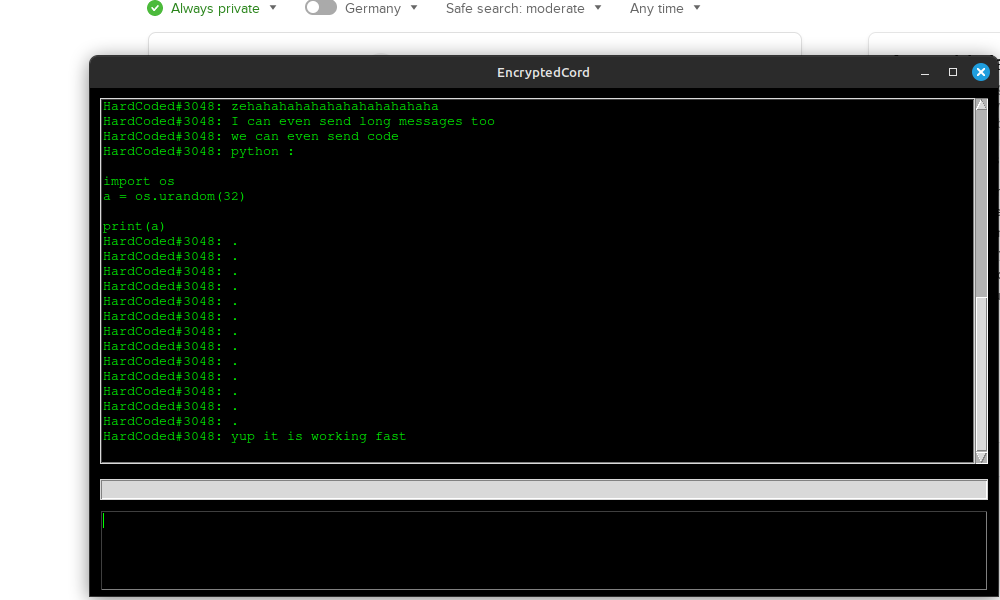 Always private Germany Safe search: moderate Any time
EncryptedCord
HardCoded#3048: zehahahahahahahahahahahaha
HardCoded#3048: I can even send long messages too
HardCoded#3048: we can even send code
HardCoded#3048: python :
import os
a = os.urandom(32)
print(a)
HardCoded#3048: .
HardCoded#3048: .
HardCoded#3048: .
HardCoded#3048: .
HardCoded#3048: .
HardCoded#3048: .
HardCoded#3048: .
HardCoded#3048: .
HardCoded#3048: .
HardCoded#3048: .
HardCoded#3048: .
HardCoded#3048: .
HardCoded#3048: .
HardCoded#3048: yup it is working fast